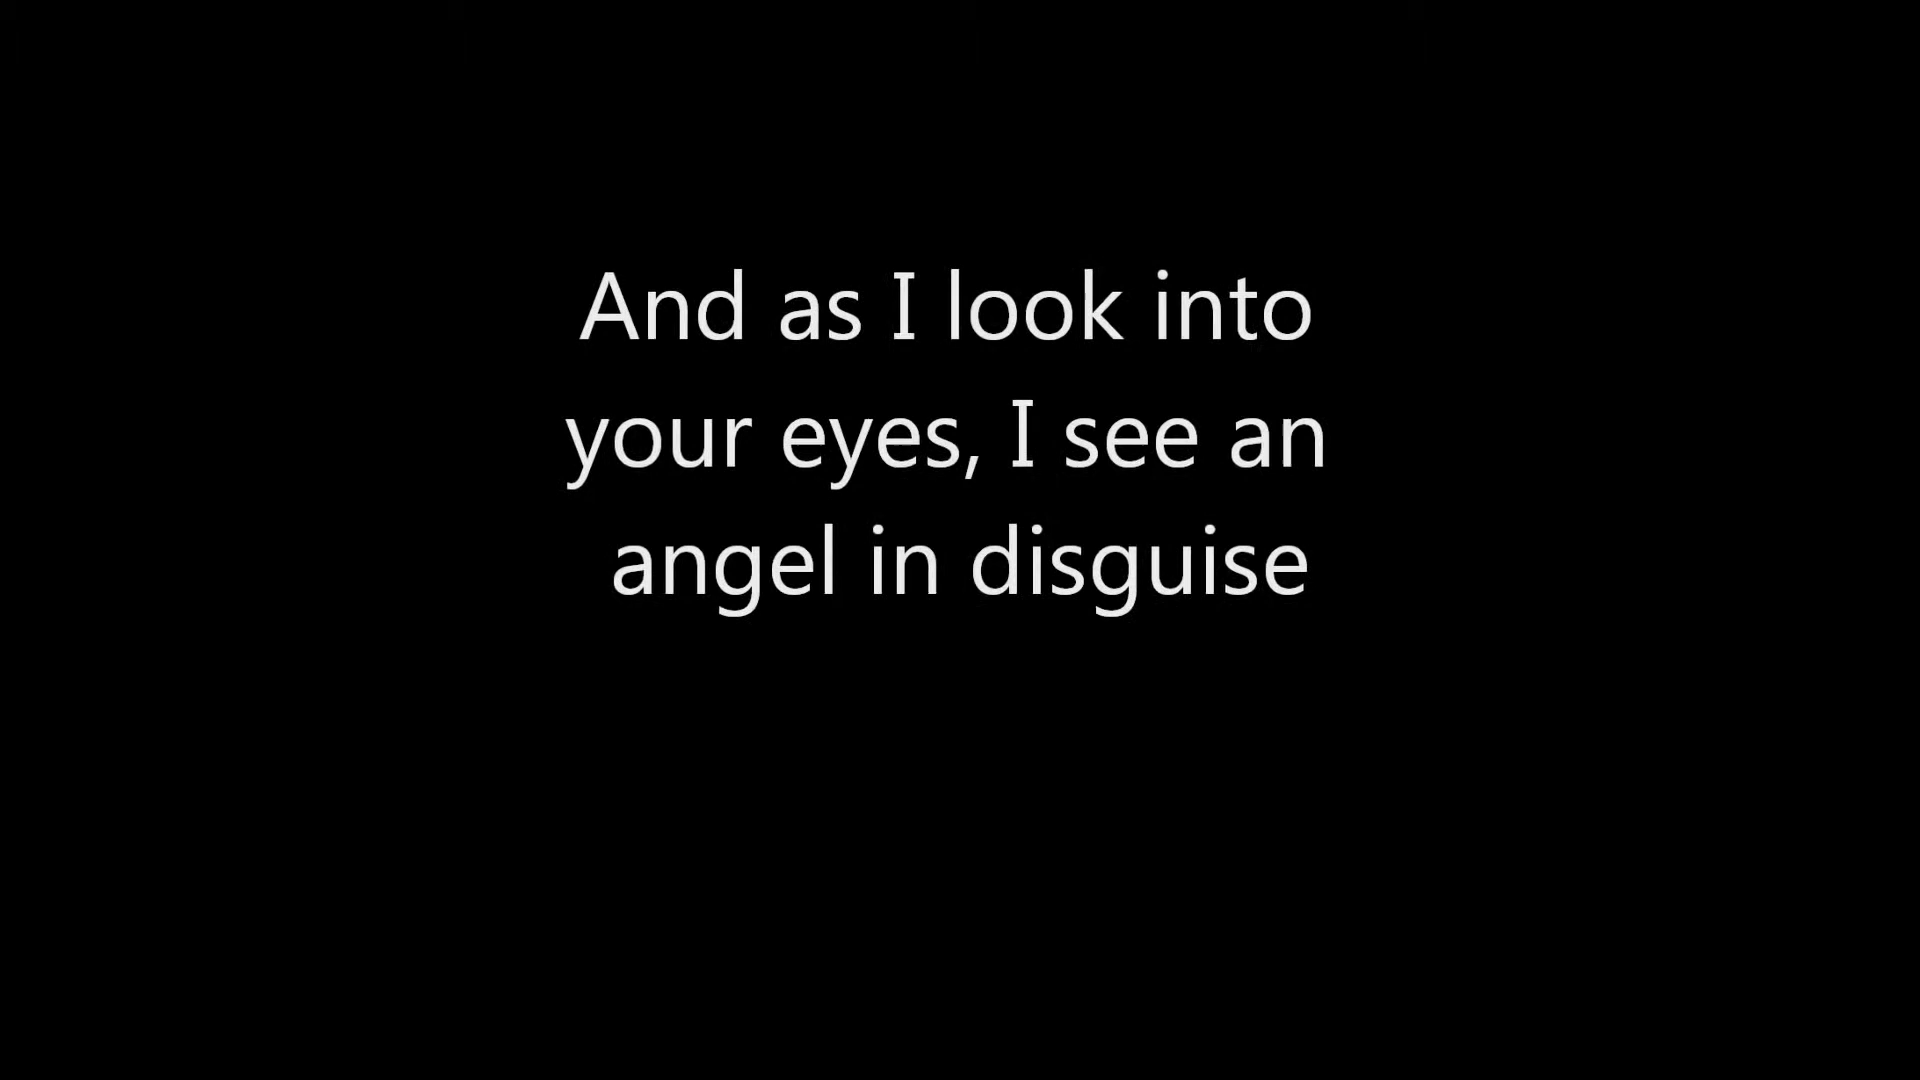 And as I look into
your eyes, I see an
angel in disguise